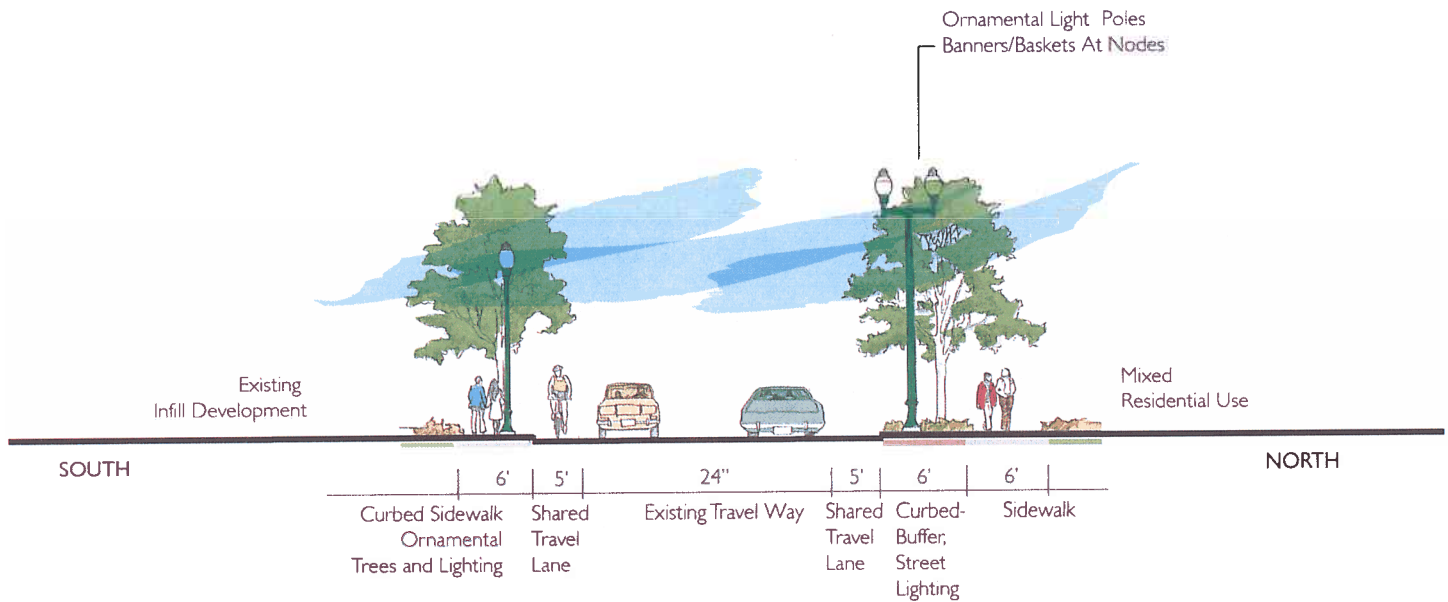 Ornamental Light Poles
Banners/Baskets At Nodes
Existing
Infill Development
Mixed
Residential Use
SOUTH
NORTH
6' 5' 24" 5' 6' 6'
Curbed Sidewalk
Ornamental
Trees and Lighting
Shared
Travel
Lane
Existing Travel Way
Shared
Travel
Lane
Curbed-
Buffer,
Street
Lighting
Sidewalk